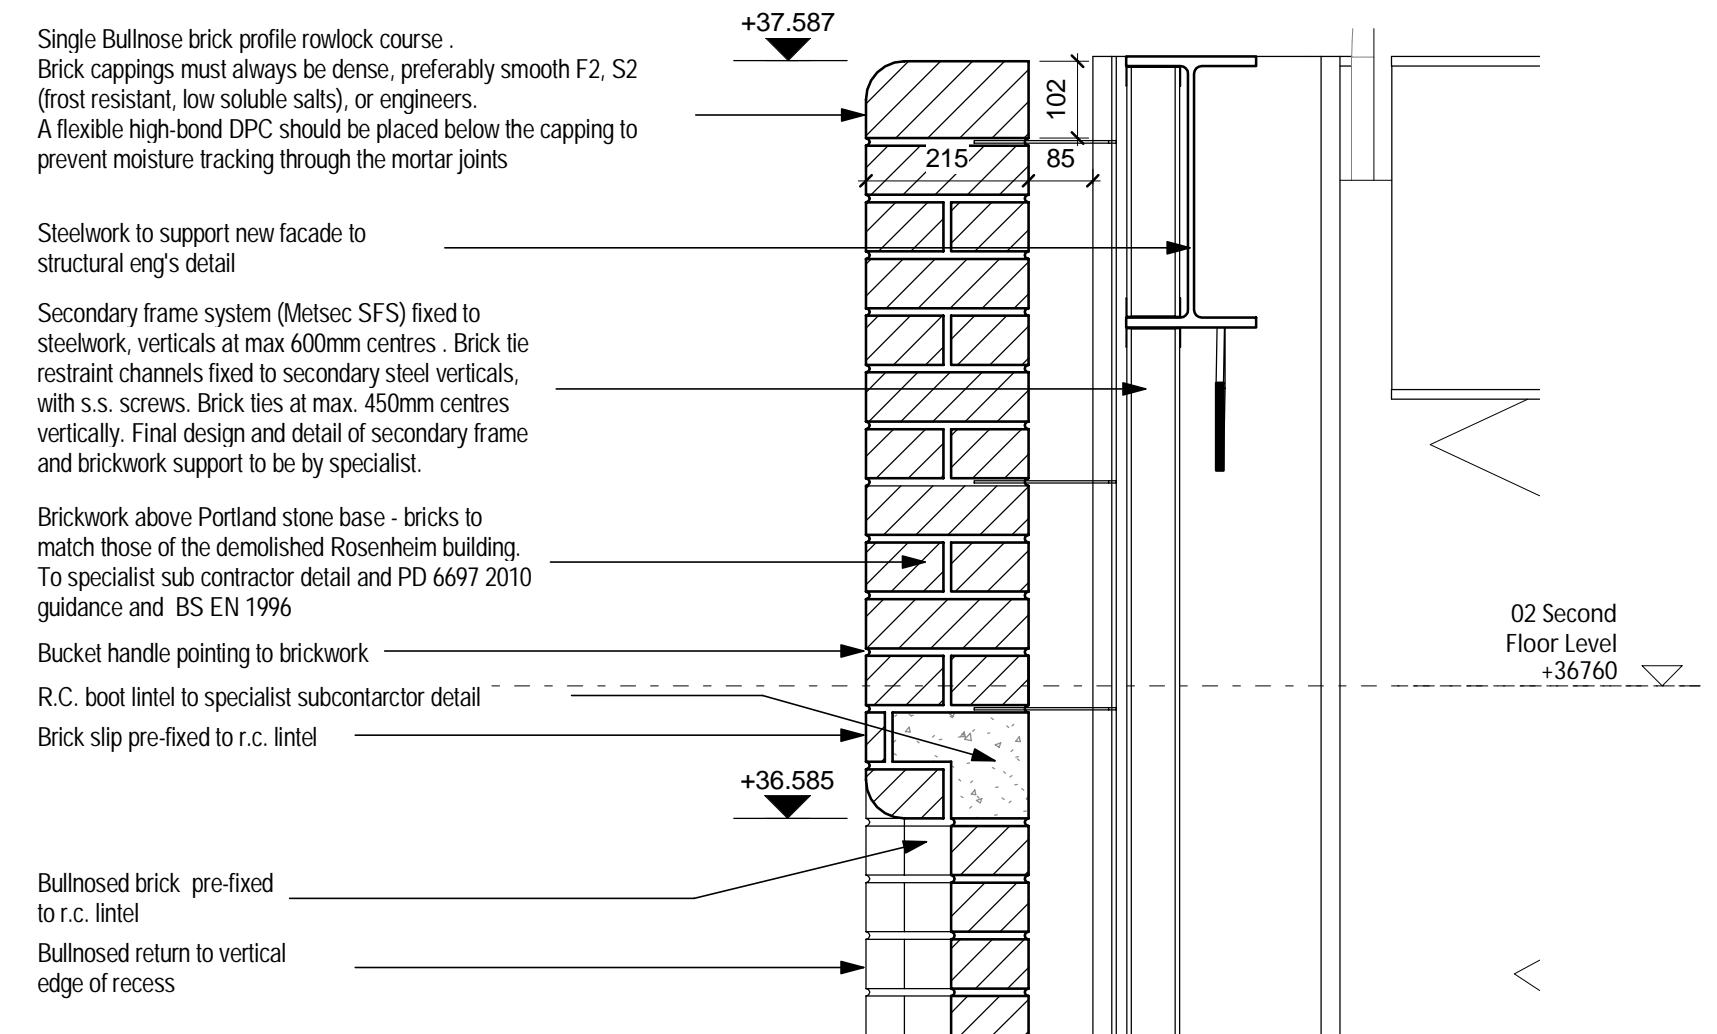 Single Bullnose brick profile rowlock course .
Brick cappings must always be dense, preferably smooth F2, S2
(frost resistant, low soluble salts), or engineers.
A flexible high-bond DPC should be placed below the capping to
prevent moisture tracking through the mortar joints
Steelwork to support new facade to
structural eng's detail
Secondary frame system (Metsec SFS) fixed to
steelwork, verticals at max 600mm centres . Brick tie
restraint channels fixed to secondary steel verticals,
with s.s. screws. Brick ties at max. 450mm centres
vertically. Final design and detail of secondary frame
and brickwork support to be by specialist.
Brickwork above Portland stone base - bricks to
match those of the demolished Rosenheim building.
To specialist sub contractor detail and PD 6697 2010
guidance and BS EN 1996
Bucket handle pointing to brickwork
R.C. boot lintel to specialist subcontarctor detail
Brick slip pre-fixed to r.c. lintel
Bullnosed brick pre-fixed
to r.c. lintel
Bullnosed return to vertical
edge of recess
+37.587
102
215
85
+36.585
02 Second
Floor Level
+36760